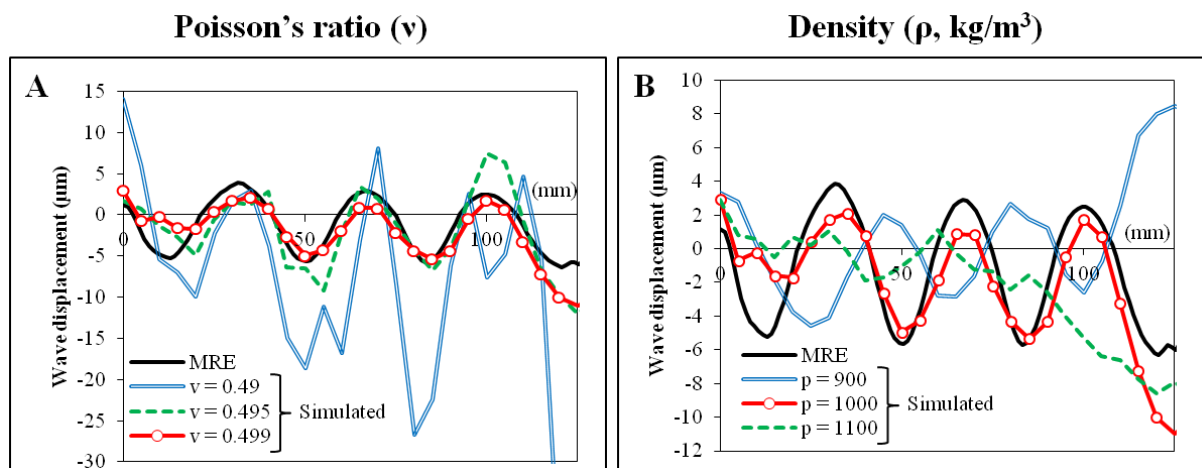 Poisson's ratio (ν)
Density (ρ, kg/m³)
A
Wave displacement (μm)
15
10
5
0
-5
-10
-15
-20
-25
-30
0
50
100
(mm)
MRE
v = 0.49
v = 0.495
v = 0.499
Simulated
B
Wave displacement (μm)
10
8
6
4
2
0
-2
-4
-6
-8
-10
-12
0
50
100
(mm)
MRE
p = 900
p = 1000
p = 1100
Simulated